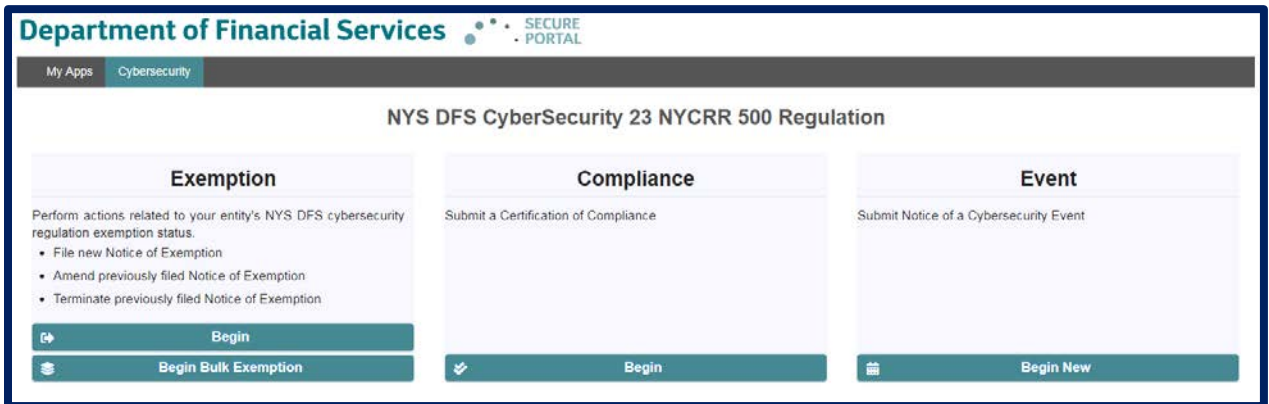 Department of Financial Services SECURE
PORTAL
My Apps Cybersecurity
NYS DFS CyberSecurity 23 NYCRR 500 Regulation
Exemption
Perform actions related to your entity's NYS DFS cybersecurity
regulation exemption status.
• File new Notice of Exemption
• Amend previously filed Notice of Exemption
• Terminate previously filed Notice of Exemption
Begin
Begin Bulk Exemption
Compliance
Submit a Certification of Compliance
Begin
Event
Submit Notice of a Cybersecurity Event
Begin New